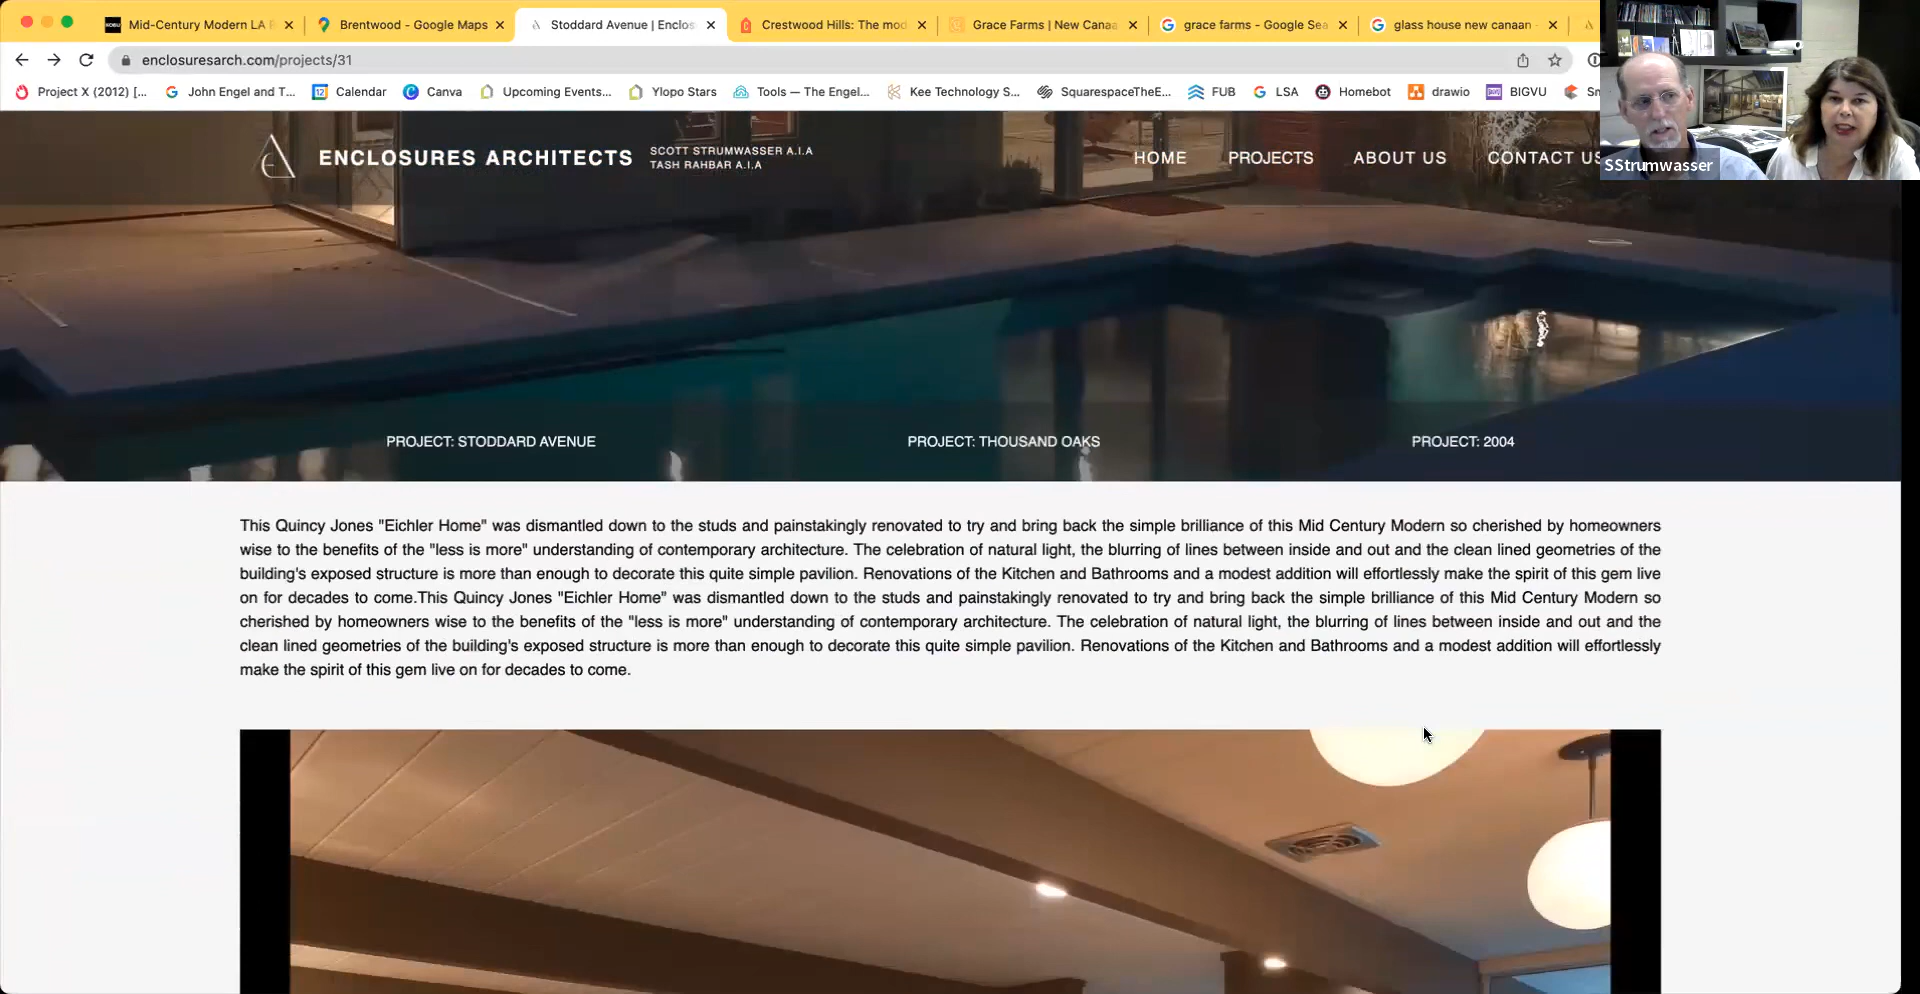 Mid-Century Modern LA F
Brentwood - Google Maps
Stoddard Avenue | Enclos
Crestwood Hills: The mod
Grace Farms | New Canaa
grace farms - Google Sea
glass house new canaan -
enclosuresarch.com/projects/31
Project X (2012) [...
John Engel and T...
Calendar
Canva
Upcoming Events...
Ylopo Stars
Tools — The Engel...
Kee Technology S...
SquarespaceTheE...
FUB
LSA
Homebot
drawio
BIGVU
Sm
ENCLOSURES ARCHITECTS
SCOTT STRUMWASSER A.I.A
TASH RAHBAR A.I.A
HOME
PROJECTS
ABOUT US
CONTACT US
SStrumwasser
PROJECT: STODDARD AVENUE
PROJECT: THOUSAND OAKS
PROJECT: 2004
This Quincy Jones "Eichler Home" was dismantled down to the studs and painstakingly renovated to try and bring back the simple brilliance of this Mid Century Modern so cherished by homeowners
wise to the benefits of the "less is more" understanding of contemporary architecture. The celebration of natural light, the blurring of lines between inside and out and the clean lined geometries of the
building's exposed structure is more than enough to decorate this quite simple pavilion. Renovations of the Kitchen and Bathrooms and a modest addition will effortlessly make the spirit of this gem live
on for decades to come.This Quincy Jones "Eichler Home" was dismantled down to the studs and painstakingly renovated to try and bring back the simple brilliance of this Mid Century Modern so
cherished by homeowners wise to the benefits of the "less is more" understanding of contemporary architecture. The celebration of natural light, the blurring of lines between inside and out and the
clean lined geometries of the building's exposed structure is more than enough to decorate this quite simple pavilion. Renovations of the Kitchen and Bathrooms and a modest addition will effortlessly
make the spirit of this gem live on for decades to come.